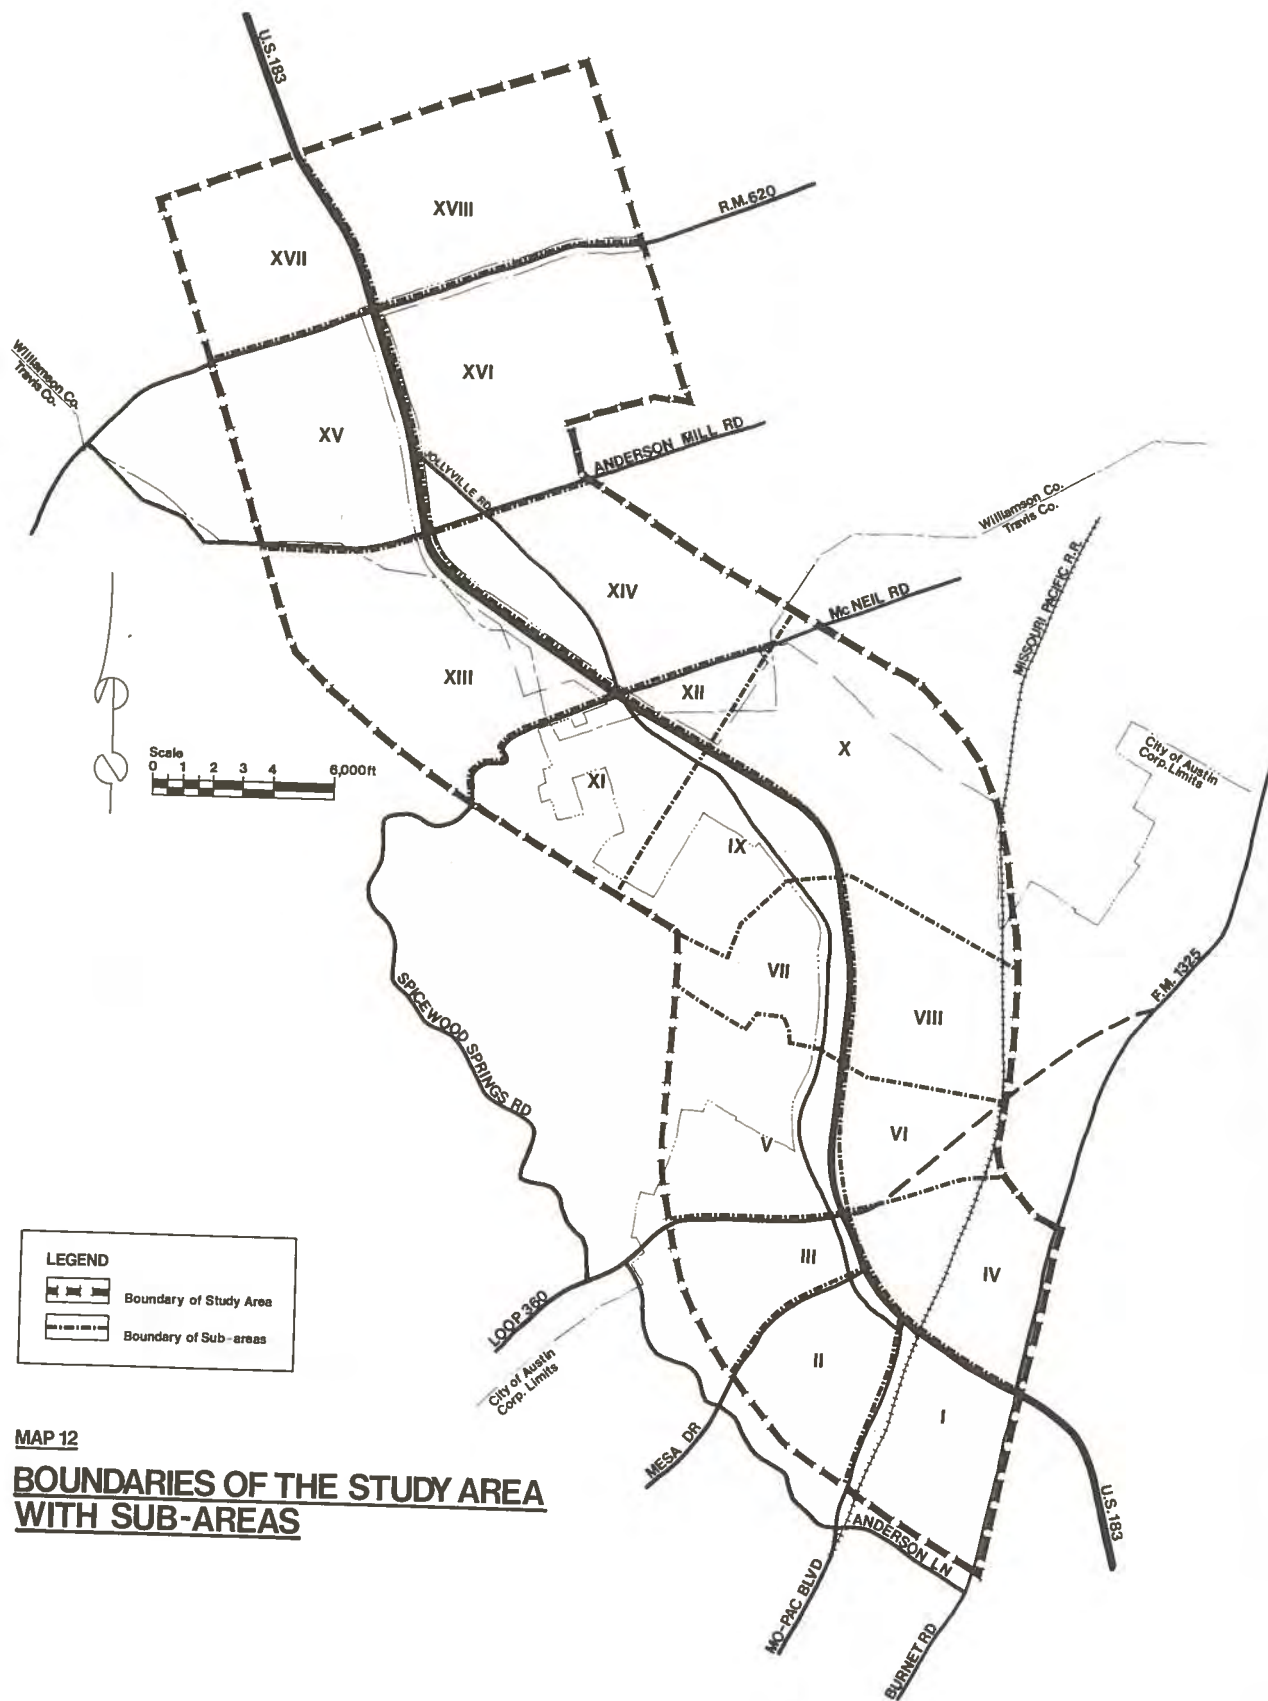 U.S.183
XVIII
R.M.620
XVII
Williamson Co.
Travis Co.
XVI
XV
JOLLYVILLE RD
ANDERSON MILL RD
Williamson Co.
Travis Co.
MISSOURI PACIFIC R.R.
XIV
McNEIL RD
XIII
XII
X
City of Austin
Corp. Limits
Scale
0 1 2 3 4 6,000ft
XI
IX
VII
SPICEWOOD SPRINGS RD
F.M. 1325
VIII
VI
V
LEGEND
Boundary of Study Area
Boundary of Sub-areas
III
IV
LOOP 360
City of Austin
Corp. Limits
II
I
MESA DR
U.S.183
ANDERSON LN
MO-PAC BLVD
BURNET RD
MAP 12
BOUNDARIES OF THE STUDY AREA
WITH SUB-AREAS